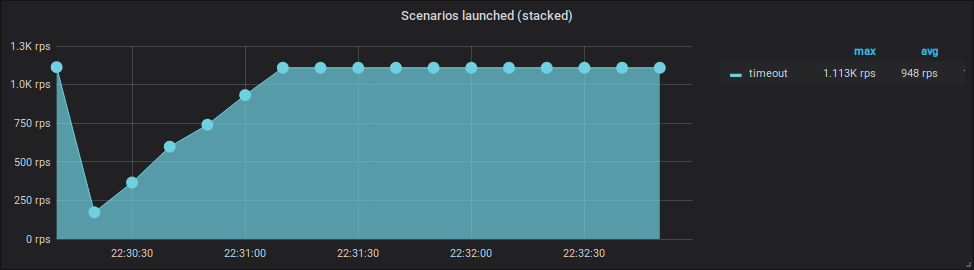 Scenarios launched (stacked)
1.3K rps
1.0K rps
750 rps
500 rps
250 rps
0 rps
22:30:30 22:31:00 22:31:30 22:32:00 22:32:30
max avg
timeout 1.113K rps 948 rps